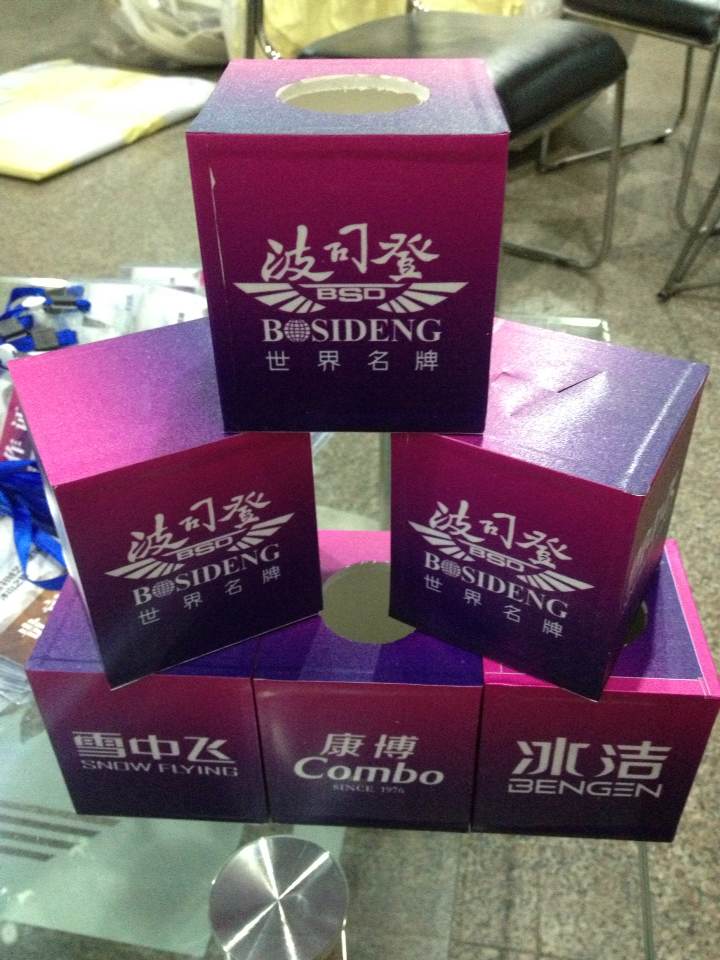 波司登
BSD
BOSIDENG
世界名牌
波司登
BSD
BOSIDENG
世界名牌
波司登
BSD
BOSIDENG
世界名牌
雪中飞
SNOW FLYING
康博
Combo
SINCE 1976
冰洁
BENGEN